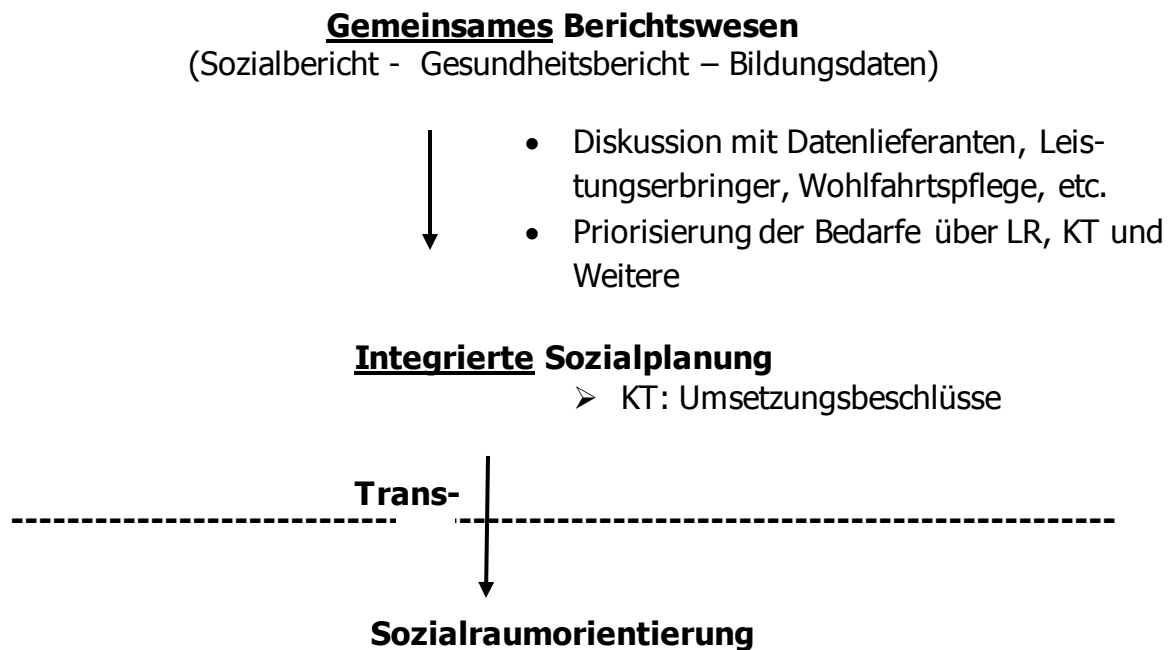 Gemeinsames Berichtswesen
(Sozialbericht - Gesundheitsbericht – Bildungsdaten)
• Diskussion mit Datenlieferanten, Leis-
tungserbringer, Wohlfahrtspflege, etc.
• Priorisierung der Bedarfe über LR, KT und
Weitere
Integrierte Sozialplanung
➢ KT: Umsetzungsbeschlüsse
Trans-
Sozialraumorientierung